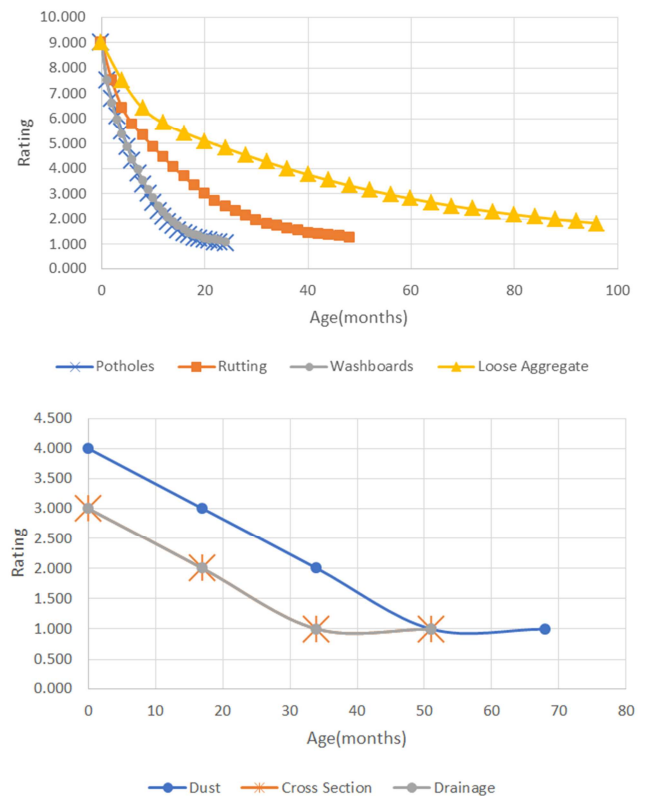 10.000
9.000
8.000
7.000
6.000
5.000
4.000
3.000
2.000
1.000
0.000
Rating
0 20 40 60 80 100
Age(months)
Potholes Rutting Washboards Loose Aggregate
4.500
4.000
3.500
3.000
2.500
2.000
1.500
1.000
0.500
0.000
Rating
0 10 20 30 40 50 60 70 80
Age(months)
Dust Cross Section Drainage